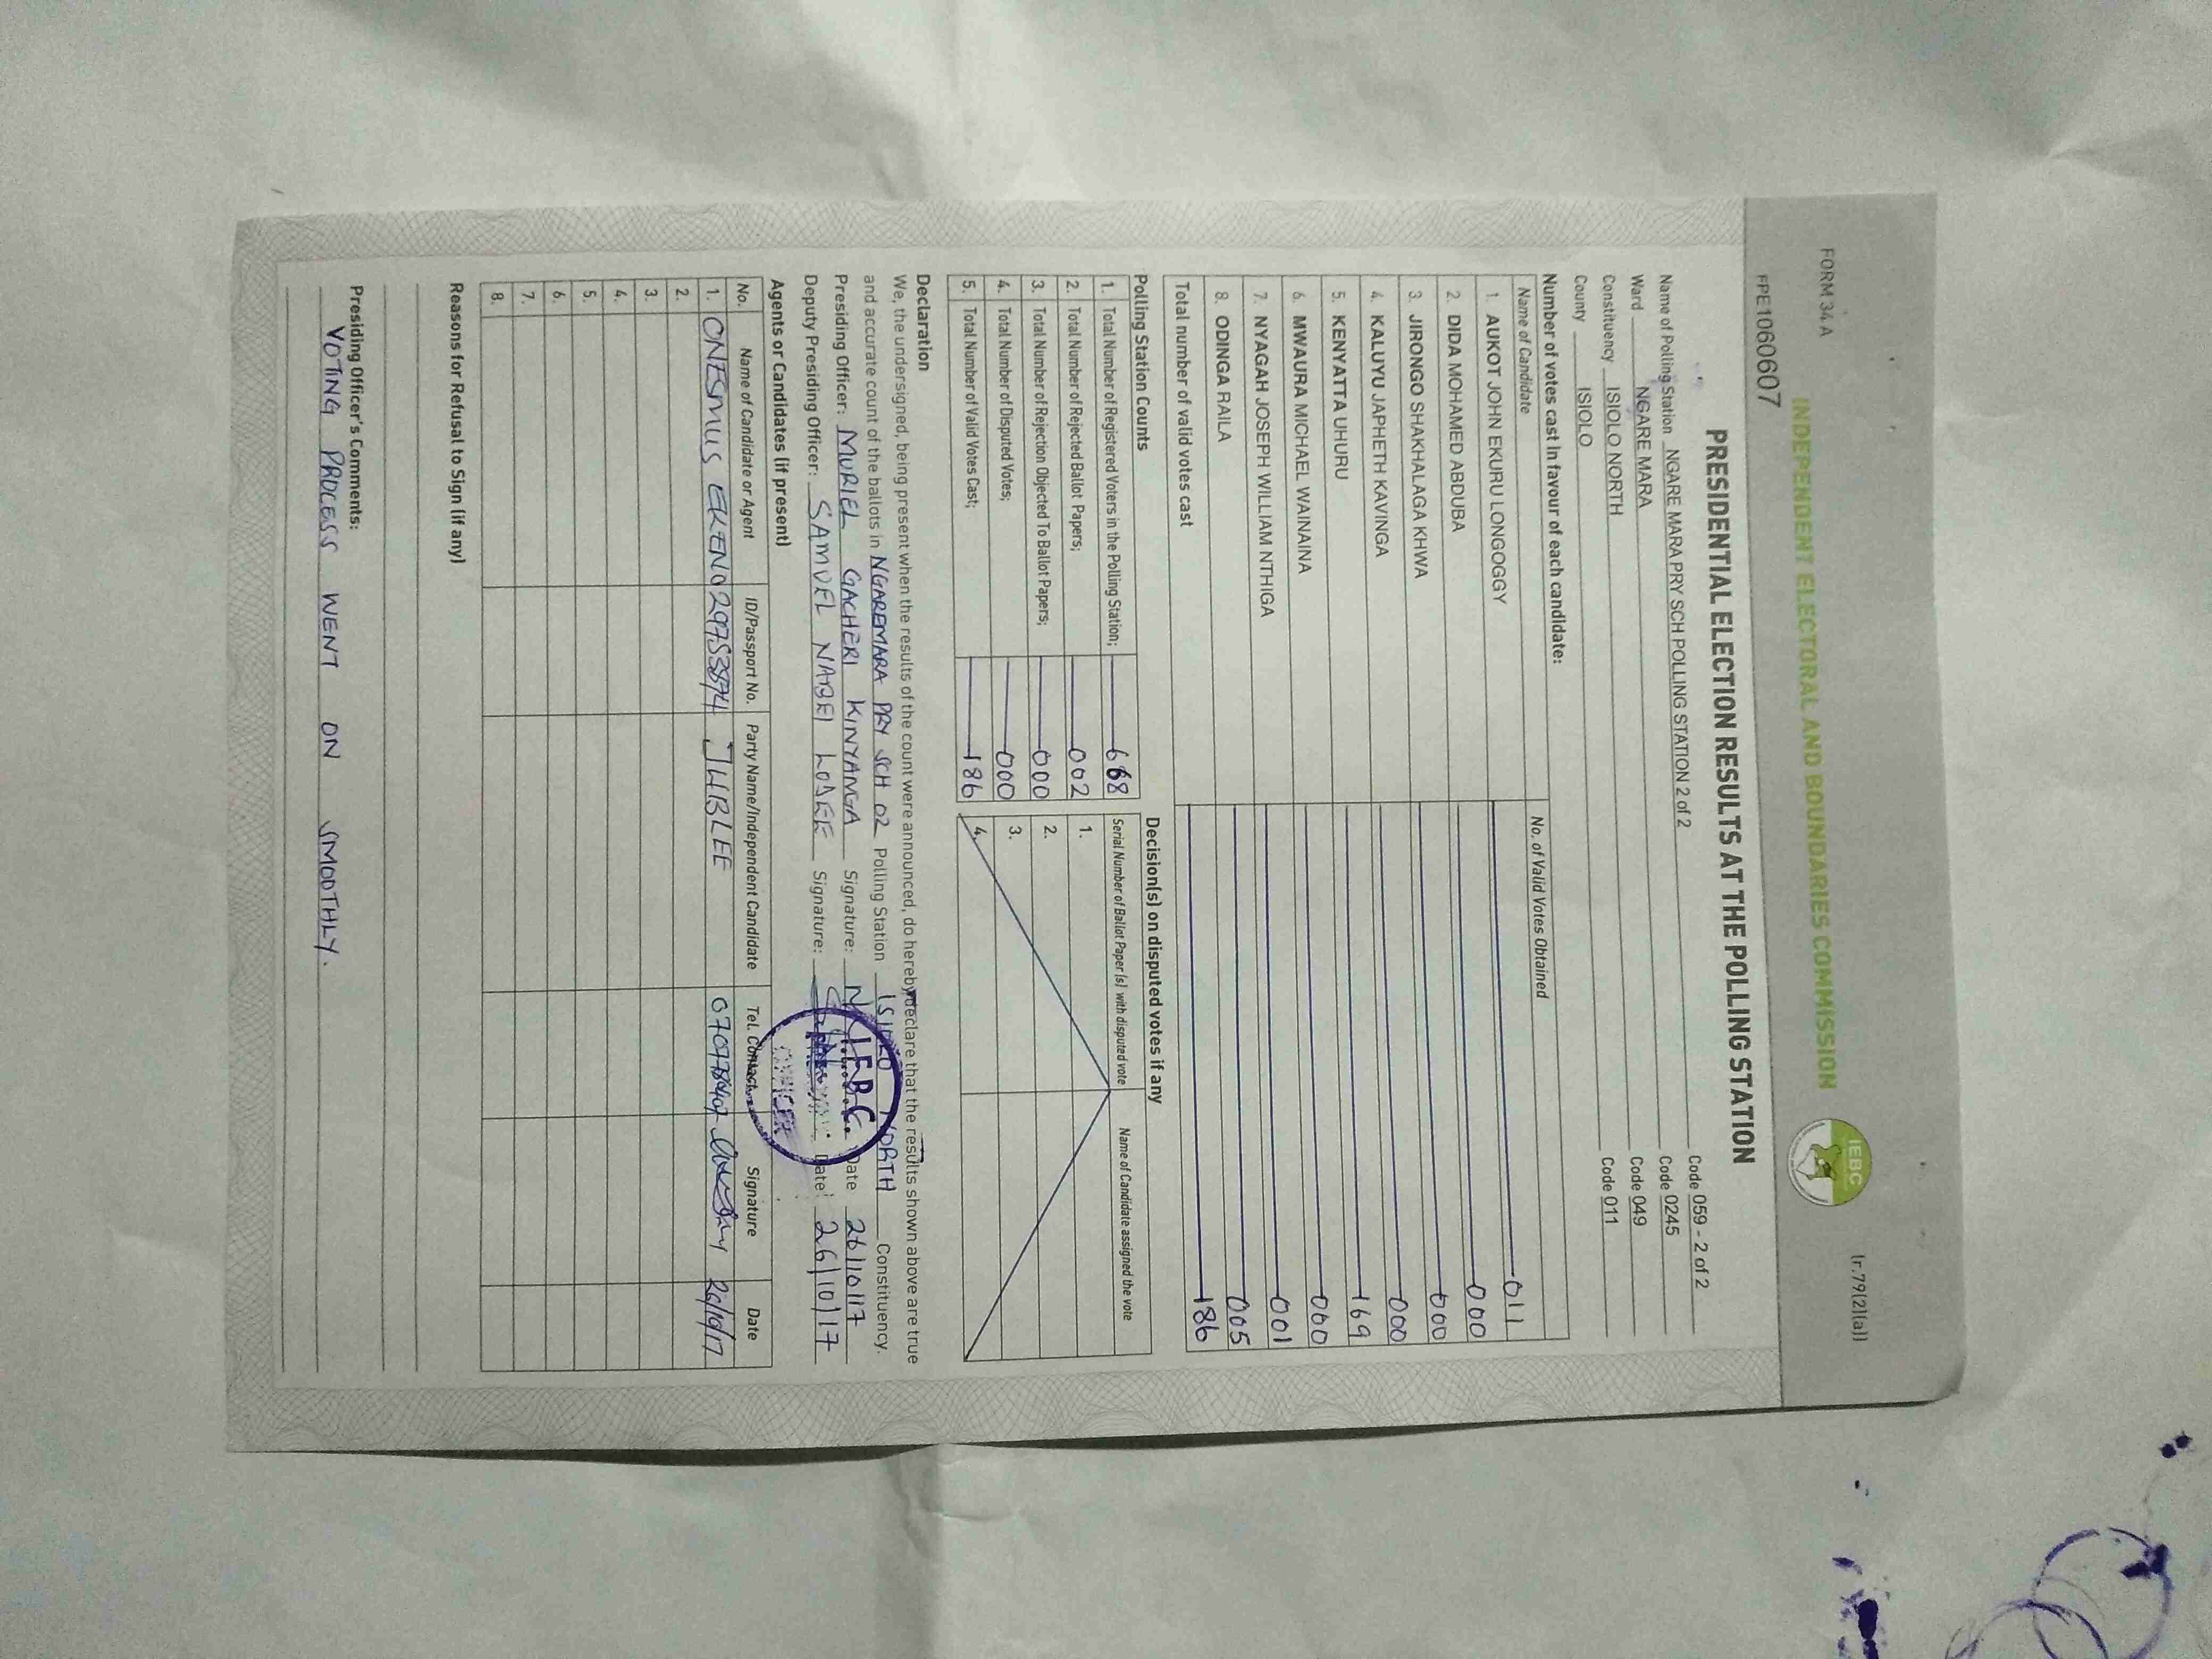 FORM 34 A
(r.79(2)(a))
INDEPENDENT ELECTORAL AND BOUNDARIES COMMISSION
IEBC
FPE1060607
PRESIDENTIAL ELECTION RESULTS AT THE POLLING STATION
Name of Polling Station NGARE MARA PRY SCH POLLING STATION 2 of 2 Code 059 - 2 of 2
Ward NGARE MARA Code 0245
Constituency ISIOLO NORTH Code 049
County ISIOLO Code 011
Number of votes cast in favour of each candidate:
Name of Candidate No. of Valid Votes Obtained
1. AUKOT JOHN EKURU LONGOGGY 011
2. DIDA MOHAMED ABDUBA 000
3. JIRONGO SHAKHALAGA KHWA 000
4. KALUYU JAPHETH KAVINGA 000
5. KENYATTA UHURU 169
6. MWAURA MICHAEL WAINAINA 000
7. NYAGAH JOSEPH WILLIAM NTHIGA 001
8. ODINGA RAILA 005
Total number of valid votes cast 186
Polling Station Counts
1. Total Number of Registered Voters in the Polling Station; 668
2. Total Number of Rejected Ballot Papers; 002
3. Total Number of Rejection Objected To Ballot Papers; 000
4. Total Number of Disputed Votes; 000
5. Total Number of Valid Votes Cast; 186
Decision(s) on disputed votes if any
Serial Number of Ballot Paper (s) with disputed vote Name of Candidate assigned the vote
1.
2.
3.
4.
Declaration
We, the undersigned, being present when the results of the count were announced, do hereby declare that the results shown above are true
and accurate count of the ballots in NGAREMARA PRY SCH 02 Polling Station ISIOLO NORTH Constituency.
Presiding Officer: MURIEL GACHERI KINYANGA Signature: Date 26/10/17
Deputy Presiding Officer: SAMUEL NABEI Signature: Date: 26/10/17
I.E.B.C.
OFFICER
Agents or Candidates (if present)
No. Name of Candidate or Agent ID/Passport No. Party Name/Independent Candidate Tel. Contact Signature Date
1. ONESMUS EKENO 29753874 JUBLEE 26/10/17
2.
3.
4.
5.
6.
7.
8.
Reasons for Refusal to Sign (if any)
Presiding Officer's Comments:
VOTING PROCESS WENT ON SMOOTHLY.